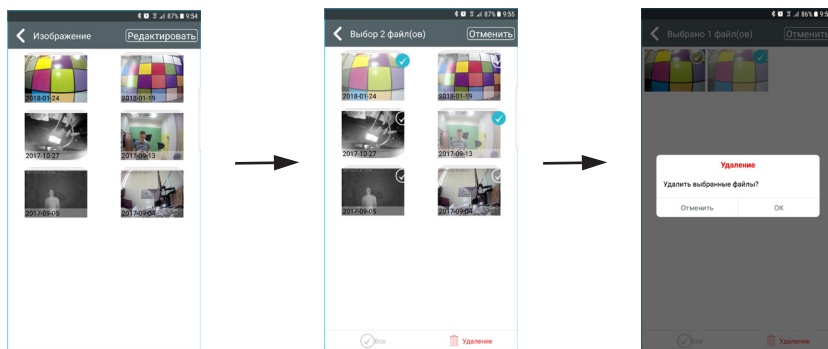 87% 9:54
Изображение Редактировать
2018-01-24 2018-01-19
2017-10-27 2017-09-13
2017-09-05 2017-09-04
87% 9:55
Выбор 2 файл(ов) Отменить
2018-01-24 2018-01-19
2017-10-27 2017-09-13
2017-09-05 2017-09-04
Все Удаление
86% 9:5
Выбрано 1 файл(ов) Отменить
Удаление
Удалить выбранные файлы?
Отменить ОК
Все Удаление